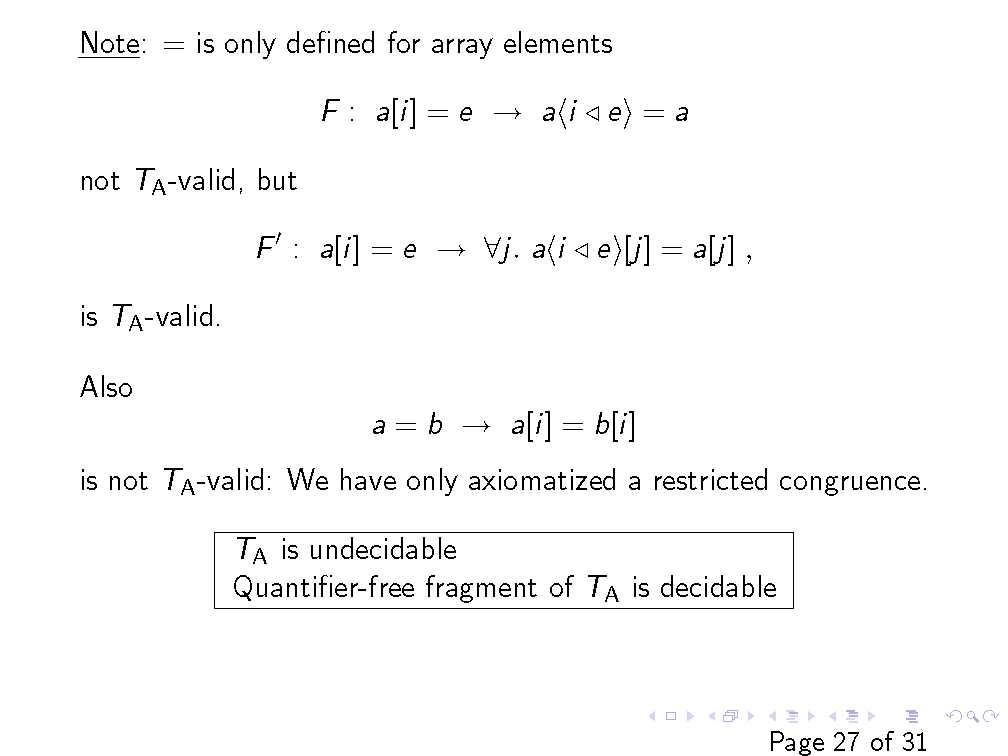 Note: = is only defined for array elements
F : a[i] = e → a⟨i ◁ e⟩ = a
not T_A-valid, but
F′ : a[i] = e → ∀j. a⟨i ◁ e⟩[j] = a[j] ,
is T_A-valid.
Also
a = b → a[i] = b[i]
is not T_A-valid: We have only axiomatized a restricted congruence.
T_A is undecidable
Quantifier-free fragment of T_A is decidable
Page 27 of 31